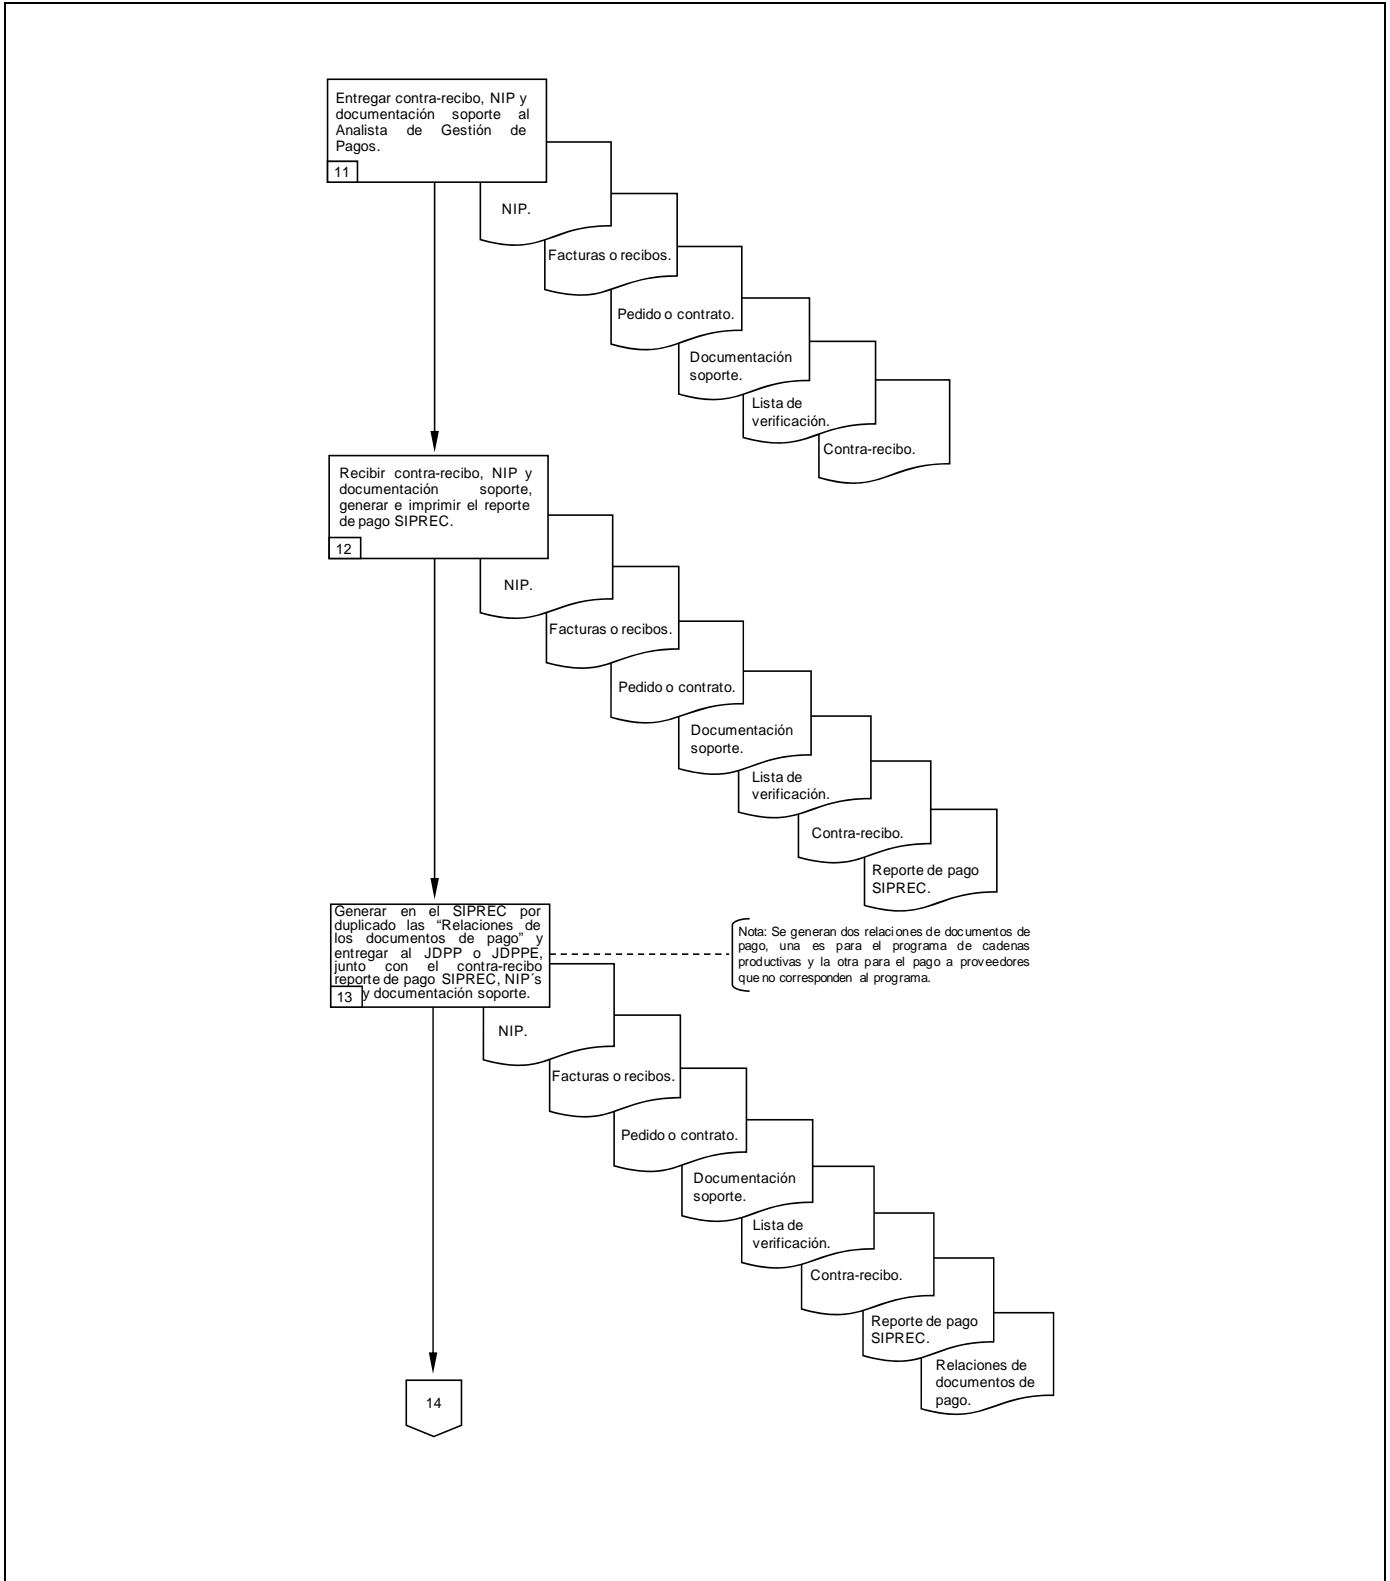 Entregar contra-recibo, NIP y
documentación soporte al
Analista de Gestión de
Pagos.
11
NIP.
Facturas o recibos.
Pedido o contrato.
Documentación
soporte.
Lista de
verificación.
Contra-recibo.
Recibir contra-recibo, NIP y
documentación soporte,
generar e imprimir el reporte
de pago SIPREC.
12
NIP.
Facturas o recibos.
Pedido o contrato.
Documentación
soporte.
Lista de
verificación.
Contra-recibo.
Reporte de pago
SIPREC.
Generar en el SIPREC por
duplicado las “Relaciones de
los documentos de pago” y
entregar al JDPP o JDPPE,
junto con el contra-recibo
reporte de pago SIPREC, NIP´s
y documentación soporte.
13
Nota: Se generan dos relaciones de documentos de
pago, una es para el programa de cadenas
productivas y la otra para el pago a proveedores
que no corresponden al programa.
NIP.
Facturas o recibos.
Pedido o contrato.
Documentación
soporte.
Lista de
verificación.
Contra-recibo.
Reporte de pago
SIPREC.
Relaciones de
documentos de
pago.
14